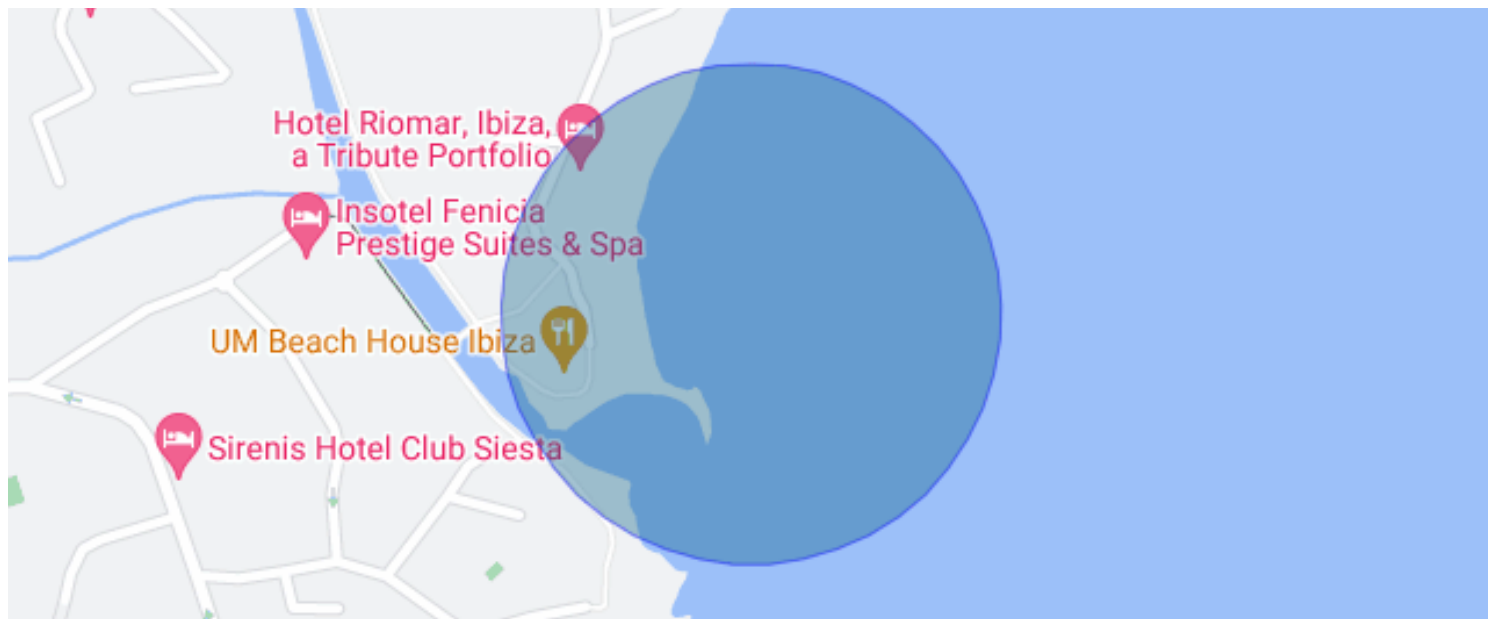 Hotel Riomar, Ibiza,
a Tribute Portfolio
Insotel Fenicia
Prestige Suites & Spa
UM Beach House Ibiza
Sirenis Hotel Club Siesta